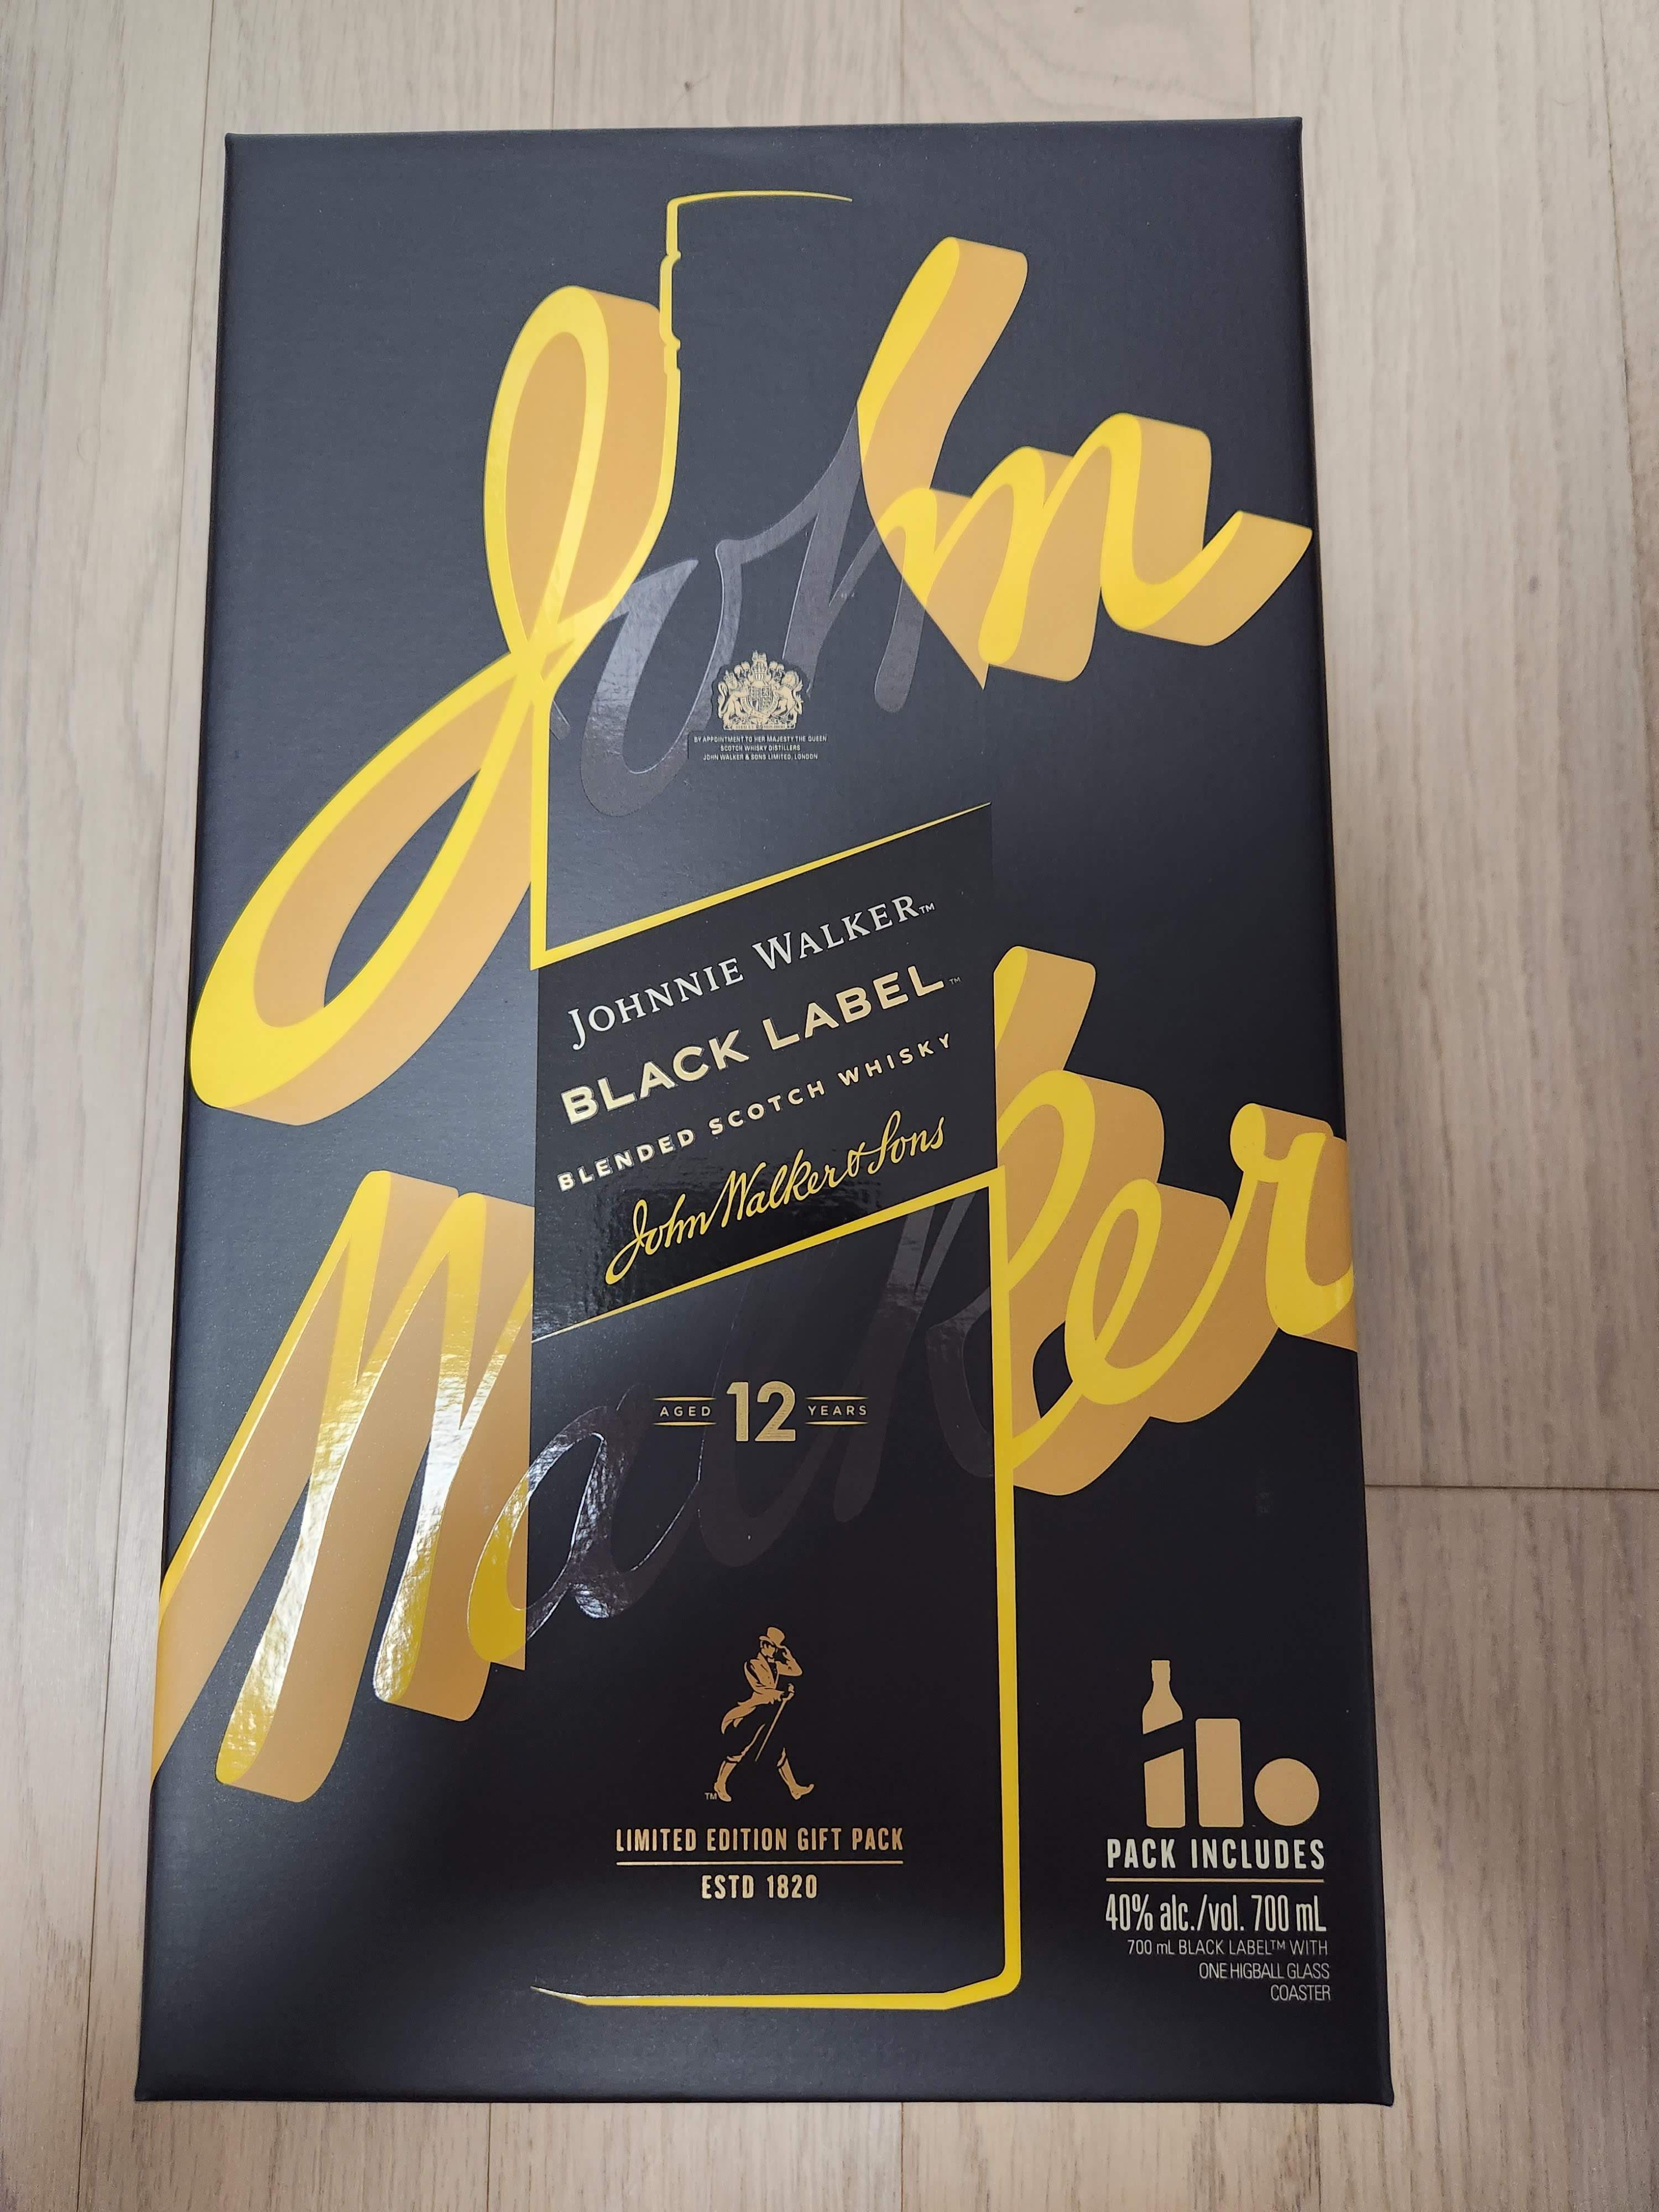 John
BY APPOINTMENT TO HER MAJESTY THE QUEEN
SCOTCH WHISKY DISTILLERS
JOHN WALKER & SONS LIMITED, LONDON
JOHNNIE WALKER™
BLACK LABEL™
BLENDED SCOTCH WHISKY
John Walker & Sons
Walker
AGED 12 YEARS
TM
LIMITED EDITION GIFT PACK
ESTD 1820
PACK INCLUDES
40% alc./vol. 700 mL
700 mL BLACK LABEL™ WITH
ONE HIGBALL GLASS
COASTER